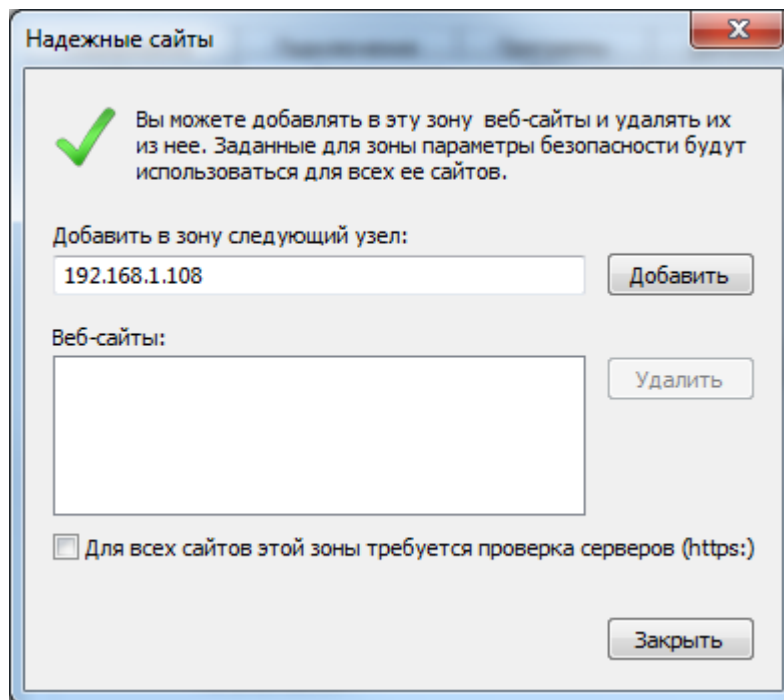 Надежные сайты
Вы можете добавлять в эту зону веб-сайты и удалять их
из нее. Заданные для зоны параметры безопасности будут
использоваться для всех ее сайтов.
Добавить в зону следующий узел:
192.168.1.108
Добавить
Веб-сайты:
Удалить
Для всех сайтов этой зоны требуется проверка серверов (https:)
Закрыть